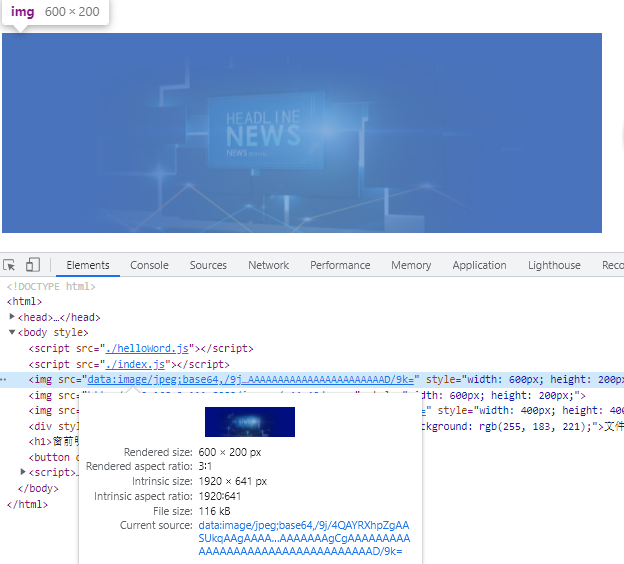 img 600 × 200
HEADLINE
NEWS
Elements Console Sources Network Performance Memory Application Lighthouse Reco
<!DOCTYPE html>
<html>
<head>…</head>
<body style>
<script src="./helloWord.js"></script>
<script src="./index.js"></script>
<img src="data:image/jpeg;base64,/9j…AAAAAAAAAAAAAAAAAAAAAAAD/9k=" style="width: 600px; height: 200px
<img src=" width: 600px; height: 200px;">
<img src =" style="width: 400px; height: 400
<div sty background: rgb(255, 183, 221);">文件
<h1>窗前
<button
<script>
</body>
</html>
Rendered size: 600 × 200 px
Rendered aspect ratio: 3∶1
Intrinsic size: 1920 × 641 px
Intrinsic aspect ratio: 1920∶641
File size: 116 kB
Current source: data:image/jpeg;base64,/9j/4QAYRXhpZgAA
SUkqAAgAAAA…AAAAAAAgCgAAAAAAAAA
AAAAAAAAAAAAAAAAAAAAAAAAAAD/9k=